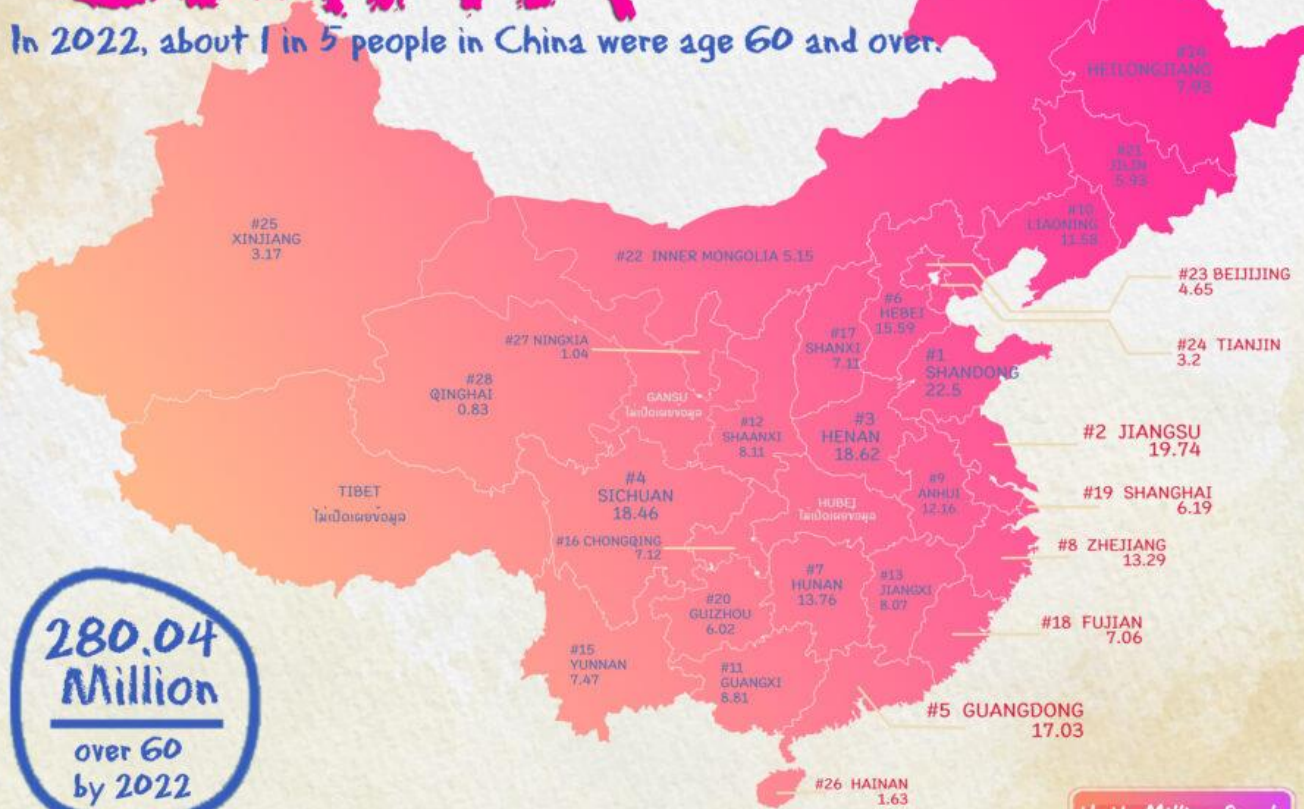 In 2022, about 1 in 5 people in China were age 60 and over.
#14
HEILONGJIANG
7.93
#21
JILIN
5.93
#10
LIAONING
11.58
#25
XINJIANG
3.17
#22 INNER MONGOLIA 5.15
#23 BEIJIJING
4.65
#6
HEBEI
15.59
#24 TIANJIN
3.2
#17
SHANXI
7.11
#27 NINGXIA
1.04
#1
SHANDONG
22.5
#28
QINGHAI
0.83
GANSU
ไม่เปิดเผยข้อมูล
#12
SHAANXI
8.11
#3
HENAN
18.62
#2 JIANGSU
19.74
#4
SICHUAN
18.46
#9
ANHUI
12.16
TIBET
ไม่เปิดเผยข้อมูล
HUBEI
ไม่เปิดเผยข้อมูล
#19 SHANGHAI
6.19
#16 CHONGQING
7.12
#8 ZHEJIANG
13.29
#7
HUNAN
13.76
#13
JIANGXI
8.07
#20
GUIZHOU
6.02
#18 FUJIAN
7.06
#15
YUNNAN
7.47
#11
GUANGXI
8.81
#5 GUANGDONG
17.03
#26 HAINAN
1.63
280.04
Million
over 60
by 2022